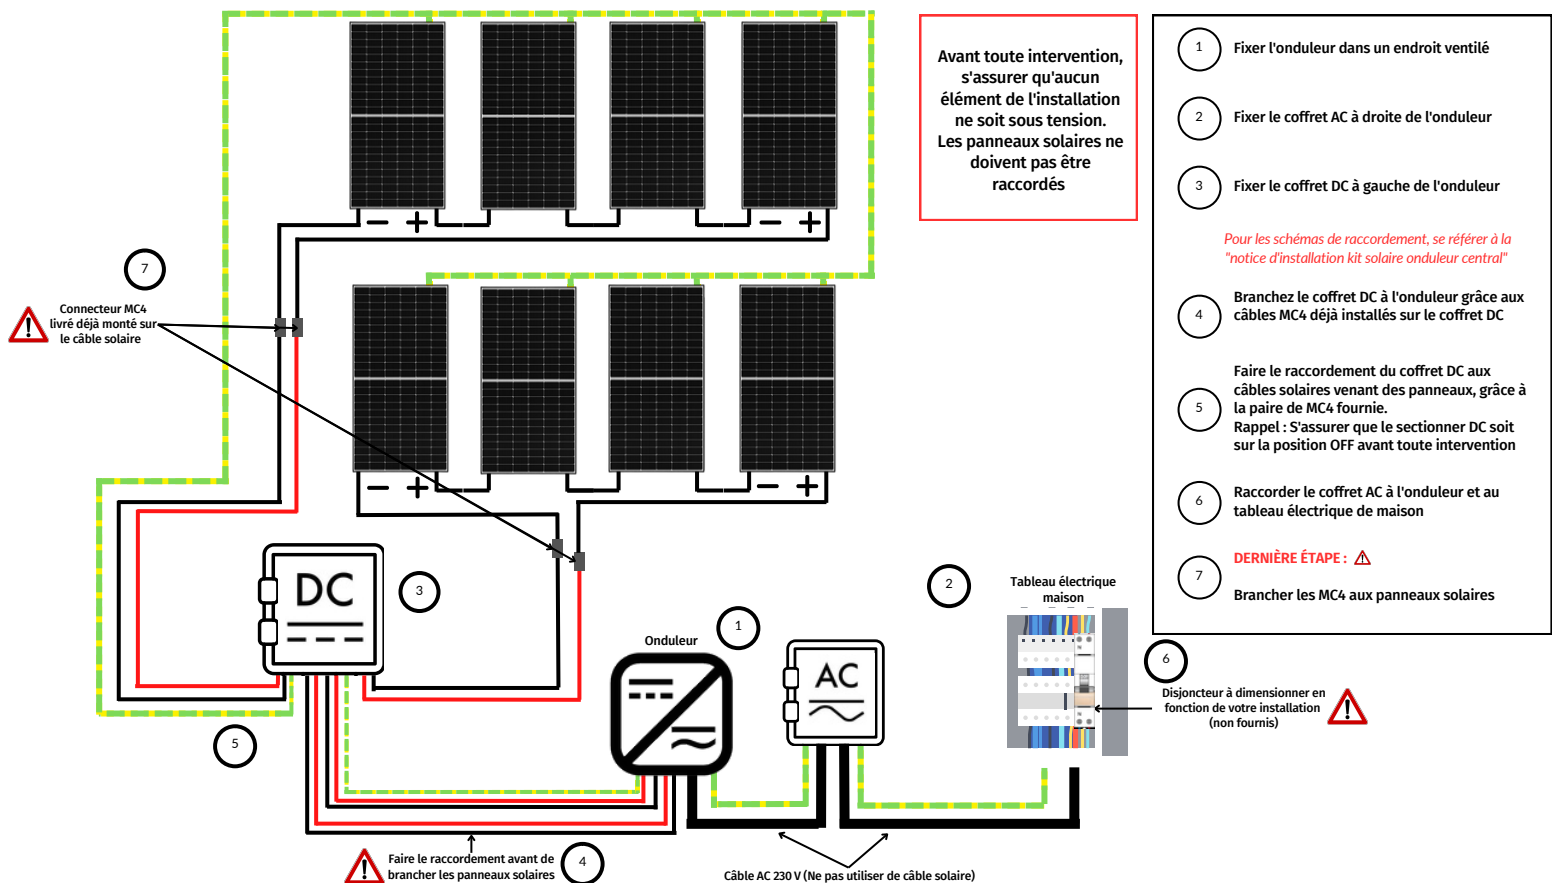 Avant toute intervention,
s'assurer qu'aucun
élément de l'installation
ne soit sous tension.
Les panneaux solaires ne
doivent pas être
raccordés
1
Fixer l'onduleur dans un endroit ventilé
2
Fixer le coffret AC à droite de l'onduleur
3
Fixer le coffret DC à gauche de l'onduleur
Pour les schémas de raccordement, se référer à la
"notice d'installation kit solaire onduleur central"
4
Branchez le coffret DC à l'onduleur grâce aux
câbles MC4 déjà installés sur le coffret DC
5
Faire le raccordement du coffret DC aux
câbles solaires venant des panneaux, grâce à
la paire de MC4 fournie.
Rappel : S'assurer que le sectionner DC soit
sur la position OFF avant toute intervention
6
Raccorder le coffret AC à l'onduleur et au
tableau électrique de maison
7
DERNIÈRE ÉTAPE :
Brancher les MC4 aux panneaux solaires
− + − +
7
Connecteur MC4
livré déjà monté sur
le câble solaire
− + − +
DC
3
Onduleur
1
AC
2
Tableau électrique
maison
6
Disjoncteur à dimensionner en
fonction de votre installation
(non fournis)
5
Faire le raccordement avant de
brancher les panneaux solaires
4
Câble AC 230 V (Ne pas utiliser de câble solaire)